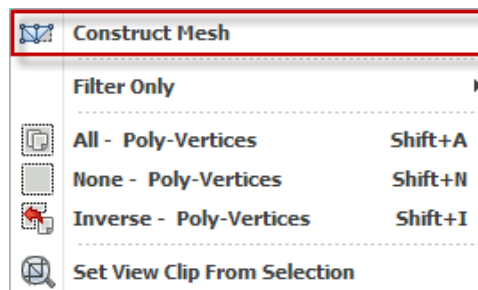 Construct Mesh
Filter Only
All - Poly-Vertices Shift+A
None - Poly-Vertices Shift+N
Inverse - Poly-Vertices Shift+I
Set View Clip From Selection